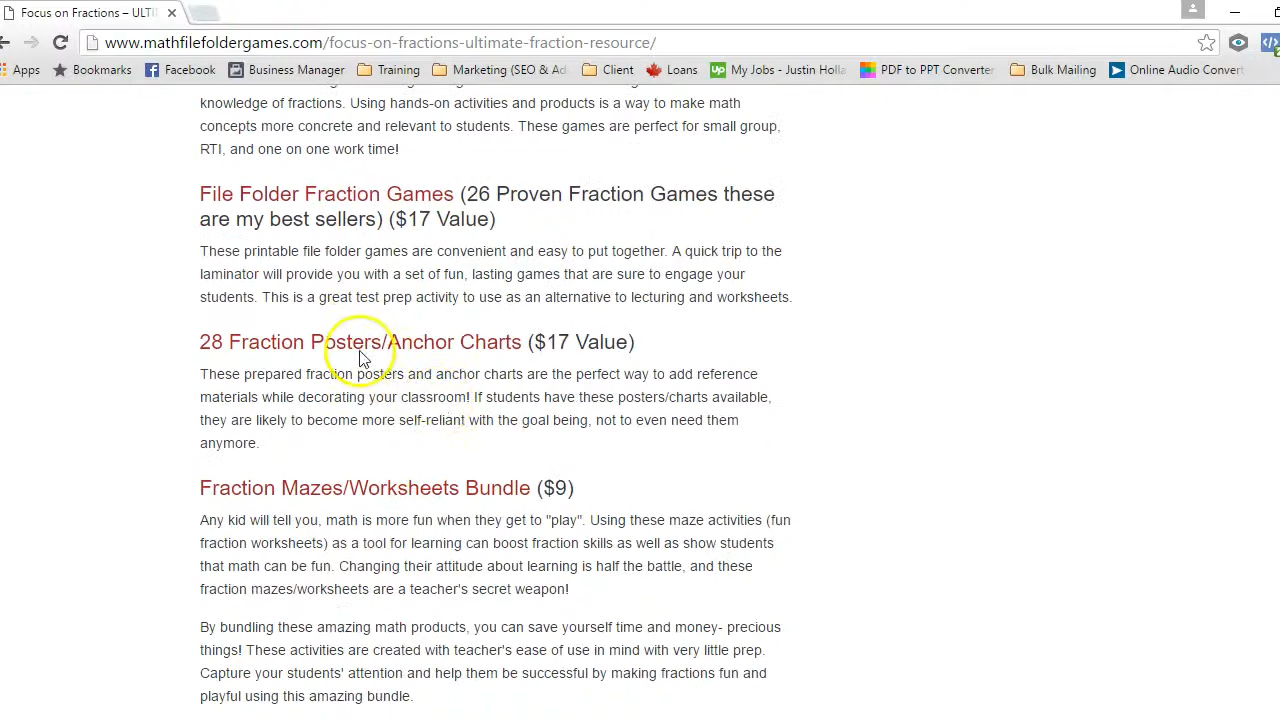 Focus on Fractions – ULTI
www.mathfilefoldergames.com/focus-on-fractions-ultimate-fraction-resource/
Apps Bookmarks Facebook Business Manager Training Marketing (SEO & Ad Client Loans Up My Jobs - Justin Holla PDF to PPT Converter Bulk Mailing Online Audio Convert
knowledge of fractions. Using hands-on activities and products is a way to make math
concepts more concrete and relevant to students. These games are perfect for small group,
RTI, and one on one work time!
File Folder Fraction Games (26 Proven Fraction Games these
are my best sellers) ($17 Value)
These printable file folder games are convenient and easy to put together. A quick trip to the
laminator will provide you with a set of fun, lasting games that are sure to engage your
students. This is a great test prep activity to use as an alternative to lecturing and worksheets.
28 Fraction Posters/Anchor Charts ($17 Value)
These prepared fraction posters and anchor charts are the perfect way to add reference
materials while decorating your classroom! If students have these posters/charts available,
they are likely to become more self-reliant with the goal being, not to even need them
anymore.
Fraction Mazes/Worksheets Bundle ($9)
Any kid will tell you, math is more fun when they get to "play". Using these maze activities (fun
fraction worksheets) as a tool for learning can boost fraction skills as well as show students
that math can be fun. Changing their attitude about learning is half the battle, and these
fraction mazes/worksheets are a teacher's secret weapon!
By bundling these amazing math products, you can save yourself time and money- precious
things! These activities are created with teacher's ease of use in mind with very little prep.
Capture your students' attention and help them be successful by making fractions fun and
playful using this amazing bundle.